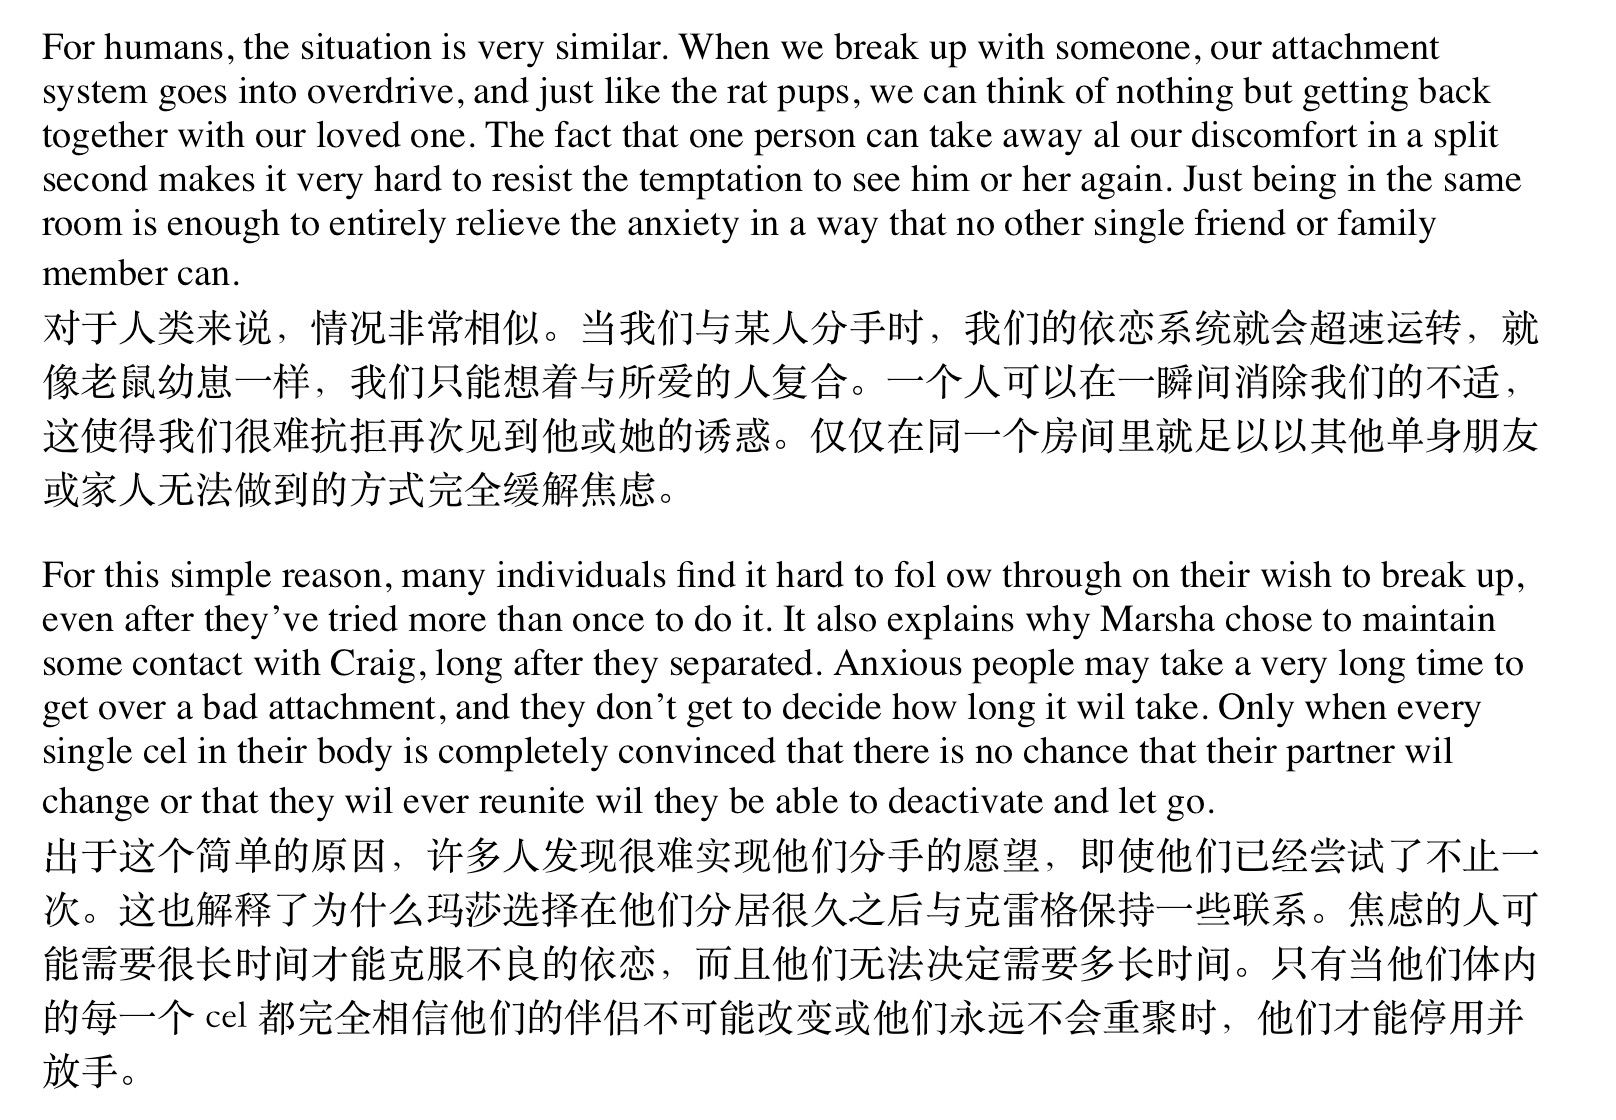 For humans, the situation is very similar. When we break up with someone, our attachment
system goes into overdrive, and just like the rat pups, we can think of nothing but getting back
together with our loved one. The fact that one person can take away al our discomfort in a split
second makes it very hard to resist the temptation to see him or her again. Just being in the same
room is enough to entirely relieve the anxiety in a way that no other single friend or family
member can.
对于人类来说，情况非常相似。当我们与某人分手时，我们的依恋系统就会超速运转，就
像老鼠幼崽一样，我们只能想着与所爱的人复合。一个人可以在一瞬间消除我们的不适，
这使得我们很难抗拒再次见到他或她的诱惑。仅仅在同一个房间里就足以以其他单身朋友
或家人无法做到的方式完全缓解焦虑。
For this simple reason, many individuals find it hard to fol ow through on their wish to break up,
even after they’ve tried more than once to do it. It also explains why Marsha chose to maintain
some contact with Craig, long after they separated. Anxious people may take a very long time to
get over a bad attachment, and they don’t get to decide how long it wil take. Only when every
single cel in their body is completely convinced that there is no chance that their partner wil
change or that they wil ever reunite wil they be able to deactivate and let go.
出于这个简单的原因，许多人发现很难实现他们分手的愿望，即使他们已经尝试了不止一
次。这也解释了为什么玛莎选择在他们分居很久之后与克雷格保持一些联系。焦虑的人可
能需要很长时间才能克服不良的依恋，而且他们无法决定需要多长时间。只有当他们体内
的每一个 cel 都完全相信他们的伴侣不可能改变或他们永远不会重聚时，他们才能停用并
放手。